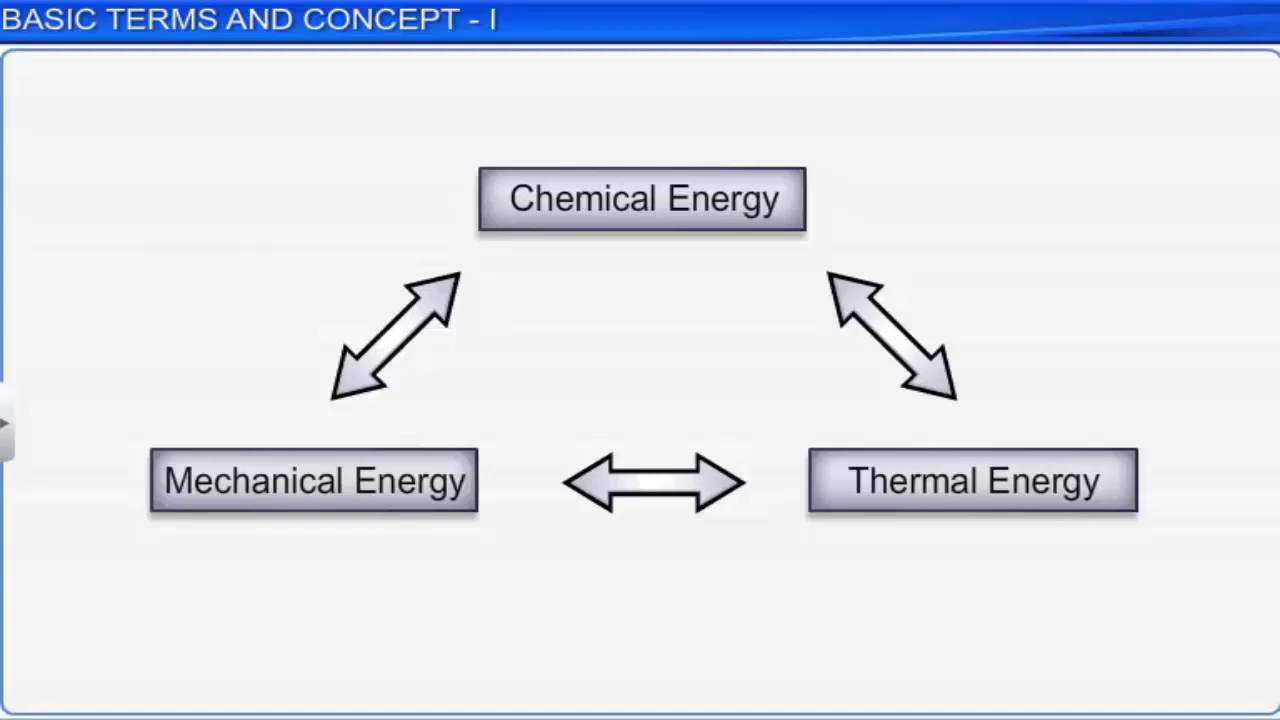 BASIC TERMS AND CONCEPT - I
Chemical Energy
Mechanical Energy
Thermal Energy